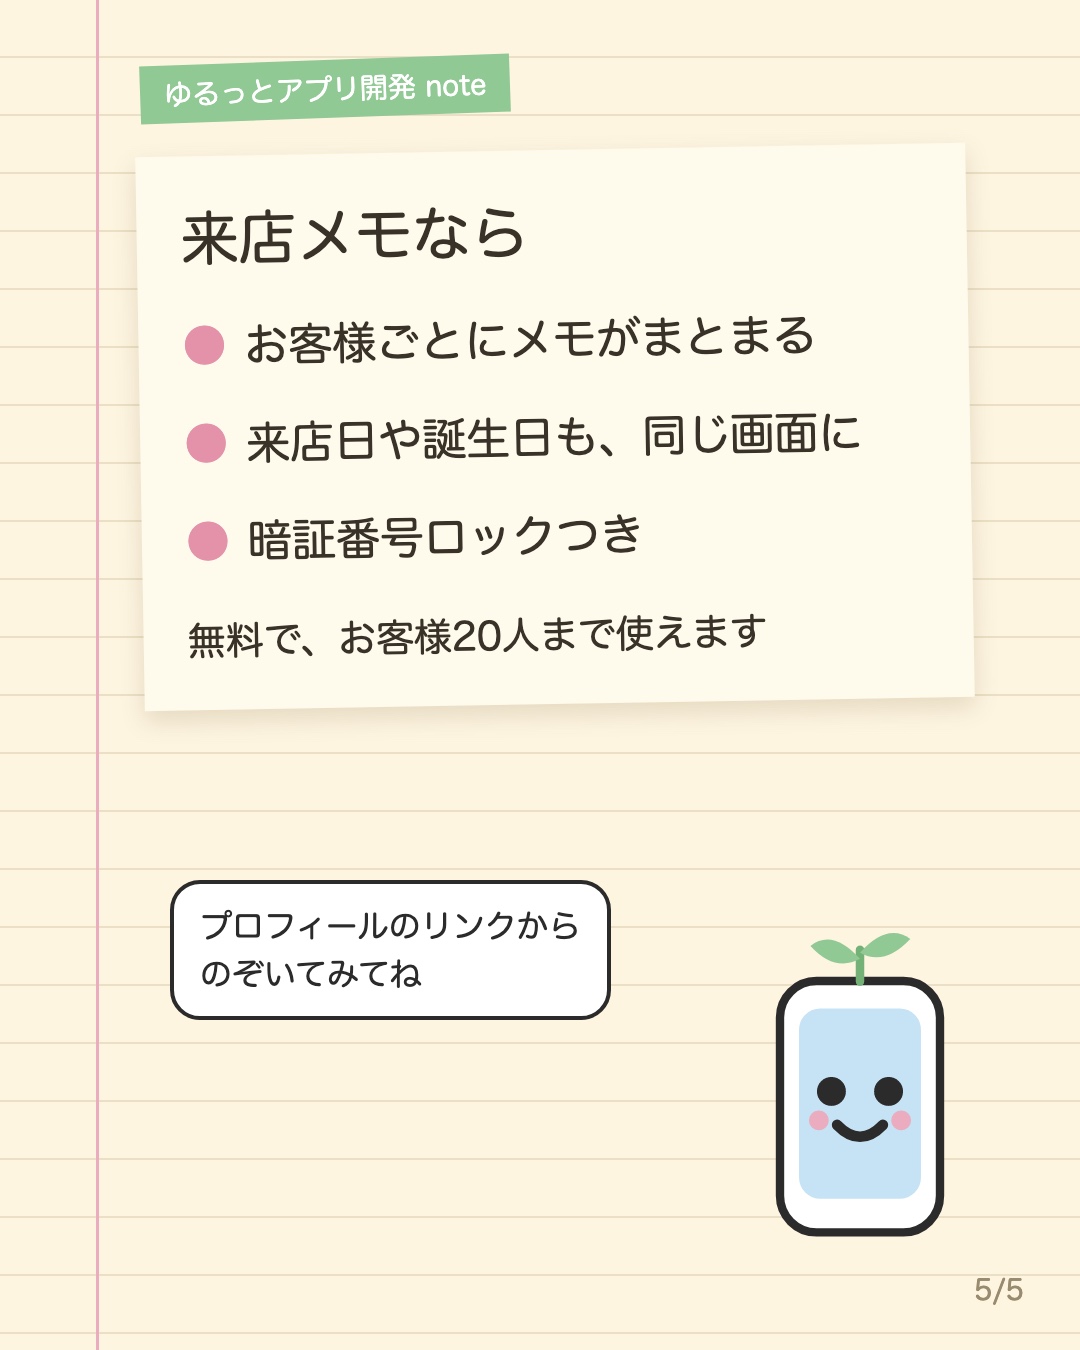 ゆるっとアプリ開発 note
来店メモなら
お客様ごとにメモがまとまる
来店日や誕生日も、同じ画面に
暗証番号ロックつき
無料で、お客様20人まで使えます
プロフィールのリンクから
のぞいてみてね
5/5